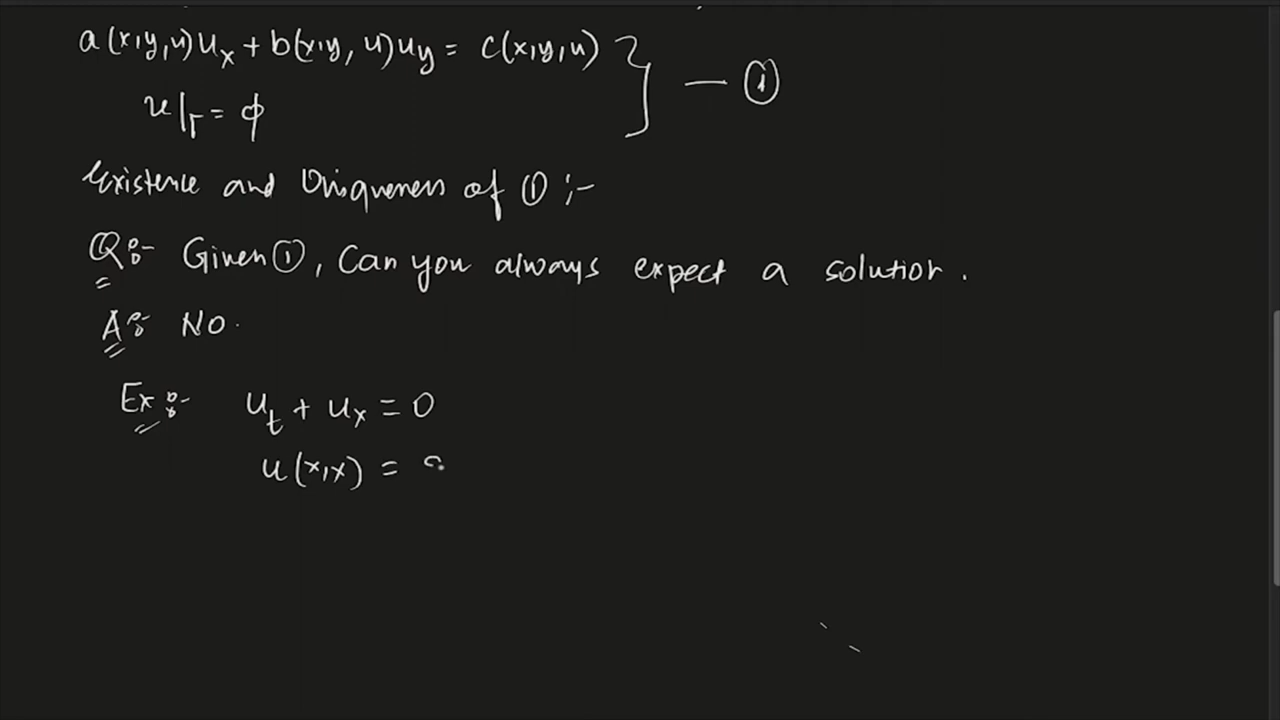 a(x,y,u)u_x + b(x,y,u)u_y = c(x,y,u) } — ①
u|_Γ = ϕ
Existence and Uniqueness of ① :-
Q:- Given ①, Can you always expect a solution.
A:- No.
Ex:- u_t + u_x = 0
u(x,x) =